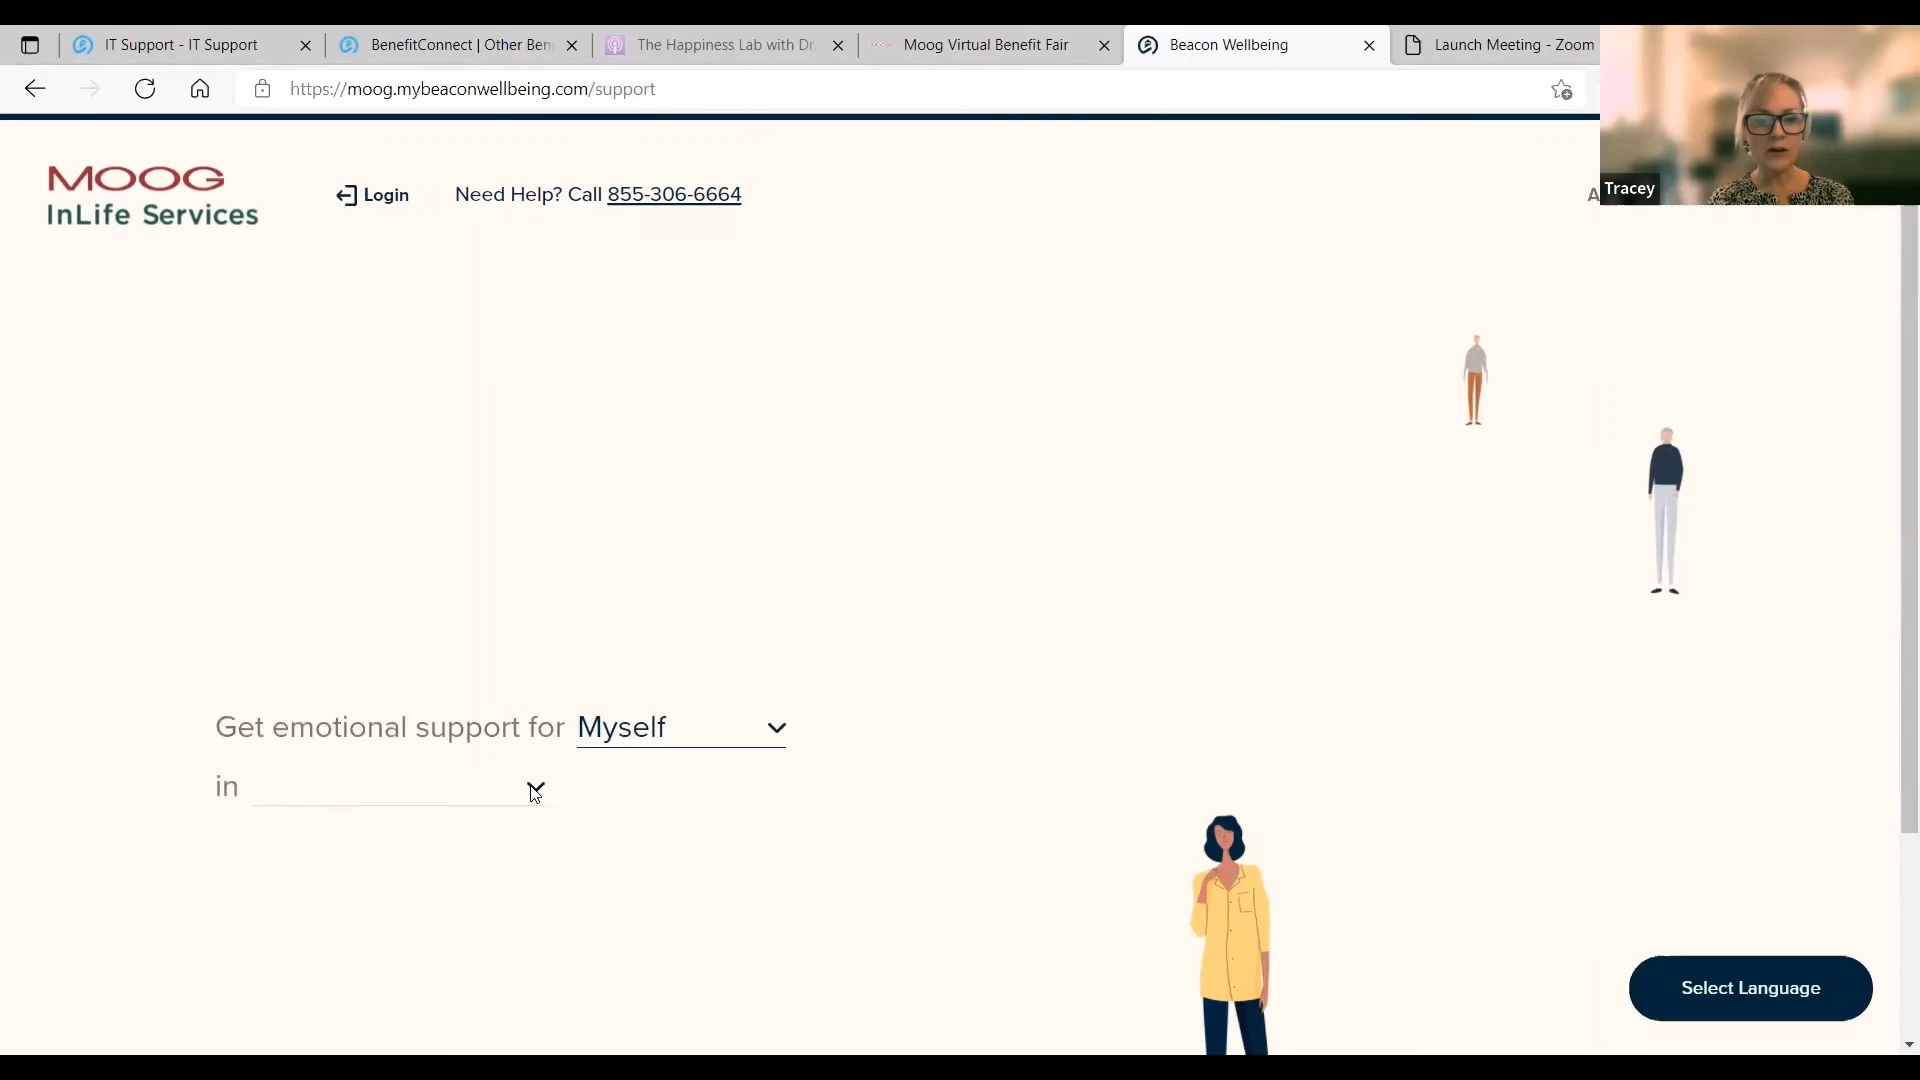 IT Support - IT Support
BenefitConnect | Other Ben
The Happiness Lab with Dr.
Moog Virtual Benefit Fair
Beacon Wellbeing
Launch Meeting - Zoom
https://moog.mybeaconwellbeing.com/support
Tracey
MOOG
InLife Services
Login
Need Help? Call 855-306-6664
A
Get emotional support for Myself
in
Select Language